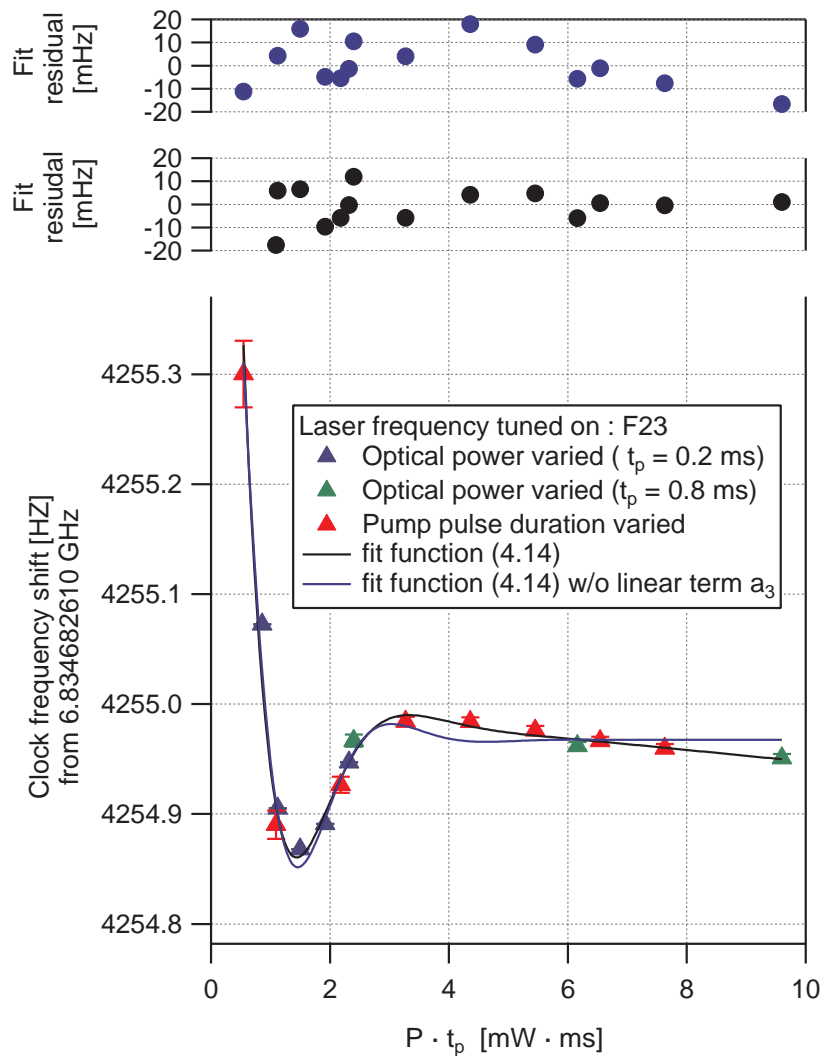 Fit
residual
[mHz]
20
10
0
-10
-20
Fit
resiudal
[mHz]
20
10
0
-10
-20
Clock frequency shift [HZ]
from 6.834682610 GHz
4255.3
4255.2
4255.1
4255.0
4254.9
4254.8
Laser frequency tuned on : F23
Optical power varied ( tp = 0.2 ms)
Optical power varied (tp = 0.8 ms)
Pump pulse duration varied
fit function (4.14)
fit function (4.14) w/o linear term a3
0 2 4 6 8 10
P · tp [mW · ms]